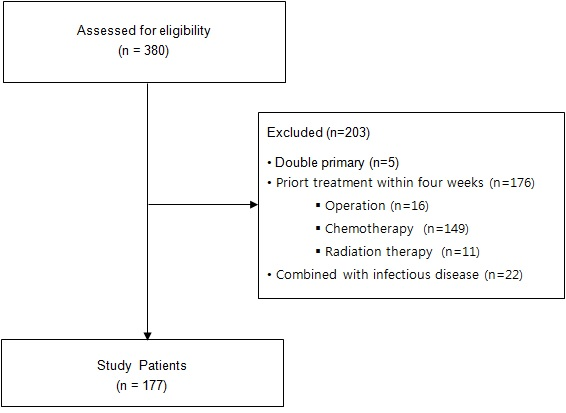 Assessed for eligibility
(n = 380)
Excluded (n=203)
• Double primary (n=5)
• Priort treatment within four weeks (n=176)
▪ Operation (n=16)
▪ Chemotherapy (n=149)
▪ Radiation therapy (n=11)
• Combined with infectious disease (n=22)
Study Patients
(n = 177)